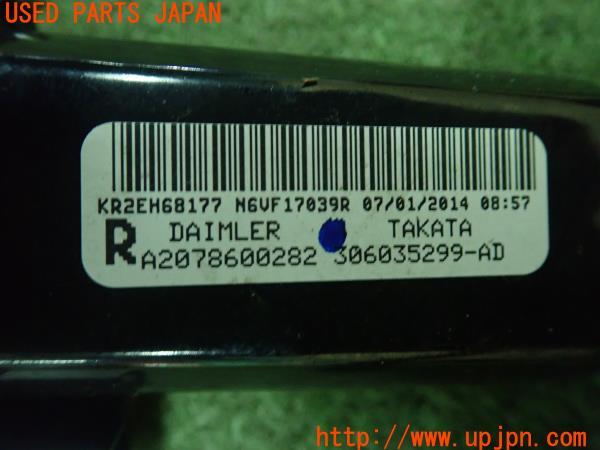 USED PARTS JAPAN
KR2EH68177 N6VF17039R 07/01/2014 08:57
R DAIMLER TAKATA
A2078600282 306035299-AD
http://www.upjpn.com/